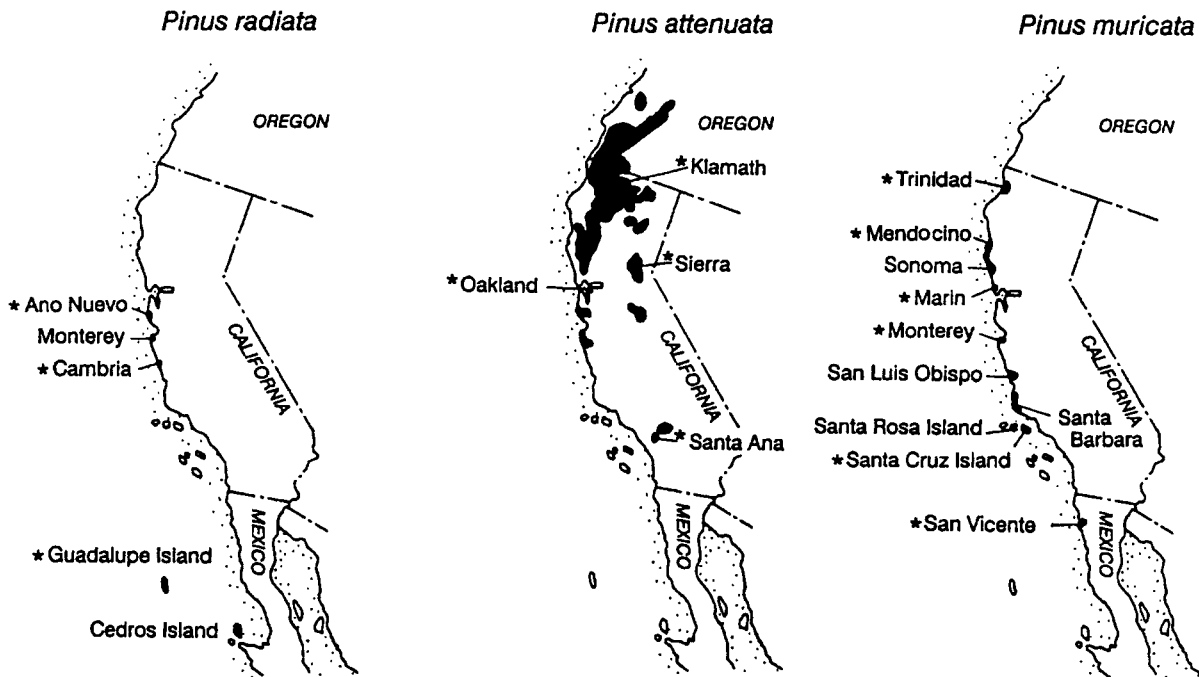 Pinus radiata
OREGON
* Ano Nuevo
Monterey
* Cambria
CALIFORNIA
MEXICO
* Guadalupe Island
Cedros Island
Pinus attenuata
OREGON
* Klamath
* Sierra
* Oakland
CALIFORNIA
* Santa Ana
MEXICO
Pinus muricata
OREGON
* Trinidad
* Mendocino
Sonoma
* Marin
* Monterey
CALIFORNIA
San Luis Obispo
Santa
Barbara
Santa Rosa Island
* Santa Cruz Island
* San Vicente
MEXICO